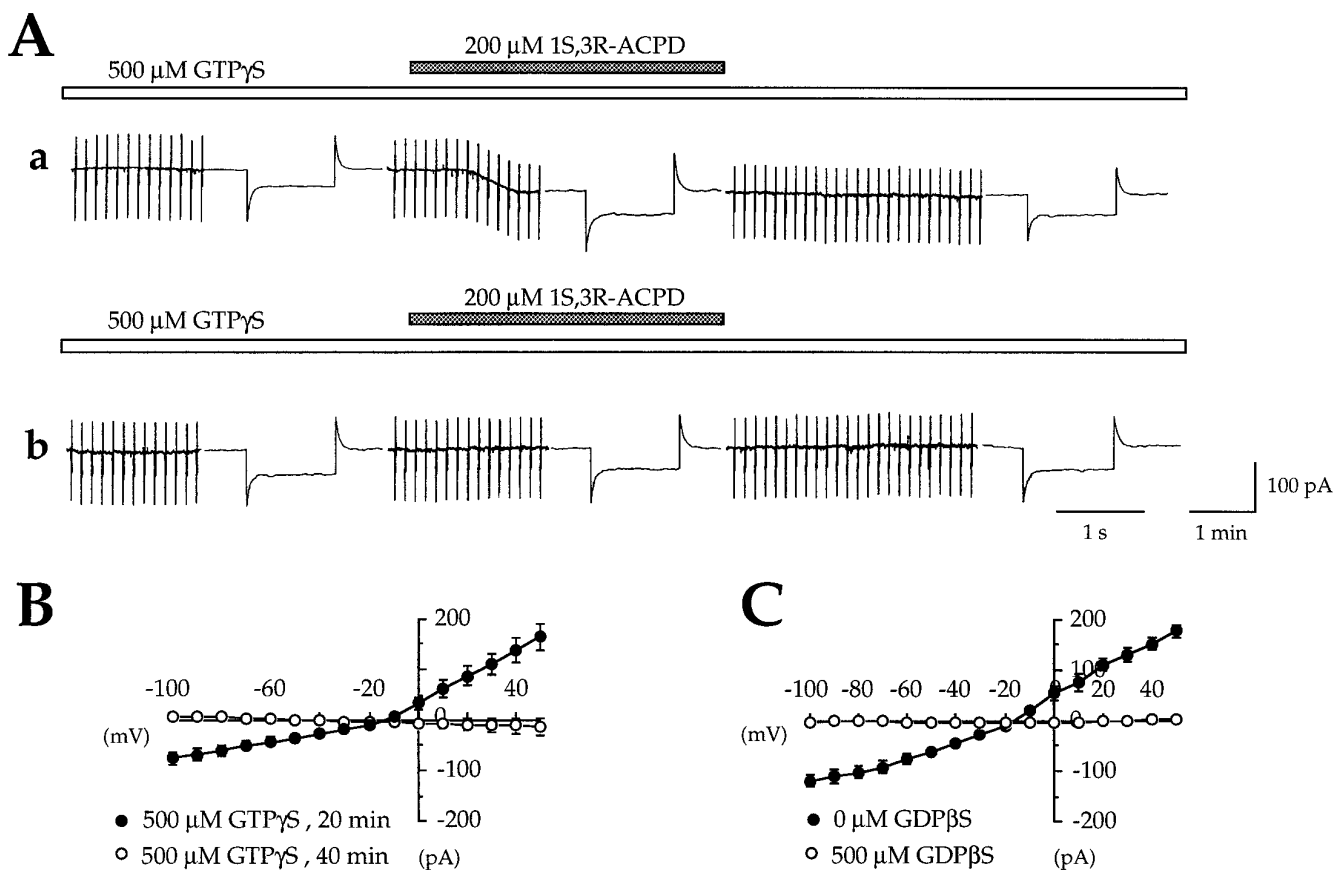 A
200 μM 1S,3R-ACPD
500 μM GTPγS
a
200 μM 1S,3R-ACPD
500 μM GTPγS
b
100 pA
1 s
1 min
B
200
100
-100
-60
-20
0
40
(mV)
-100
-200
(pA)
500 μM GTPγS , 20 min
500 μM GTPγS , 40 min
C
200
100
-100
-80
-60
-40
-20
0
20
40
0
(mV)
-100
-200
(pA)
0 μM GDPβS
500 μM GDPβS